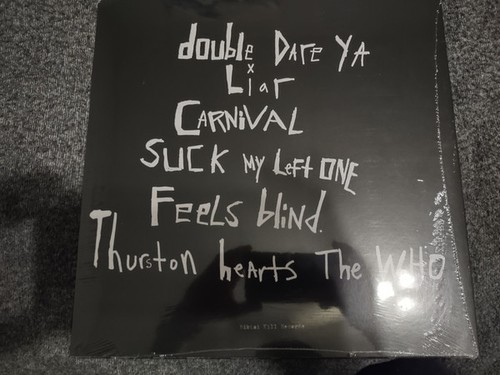 double Dare YA
Liar
CARNiVAL
SUCK My Left ONE
Feels blind.
Thurston hearts The WHO